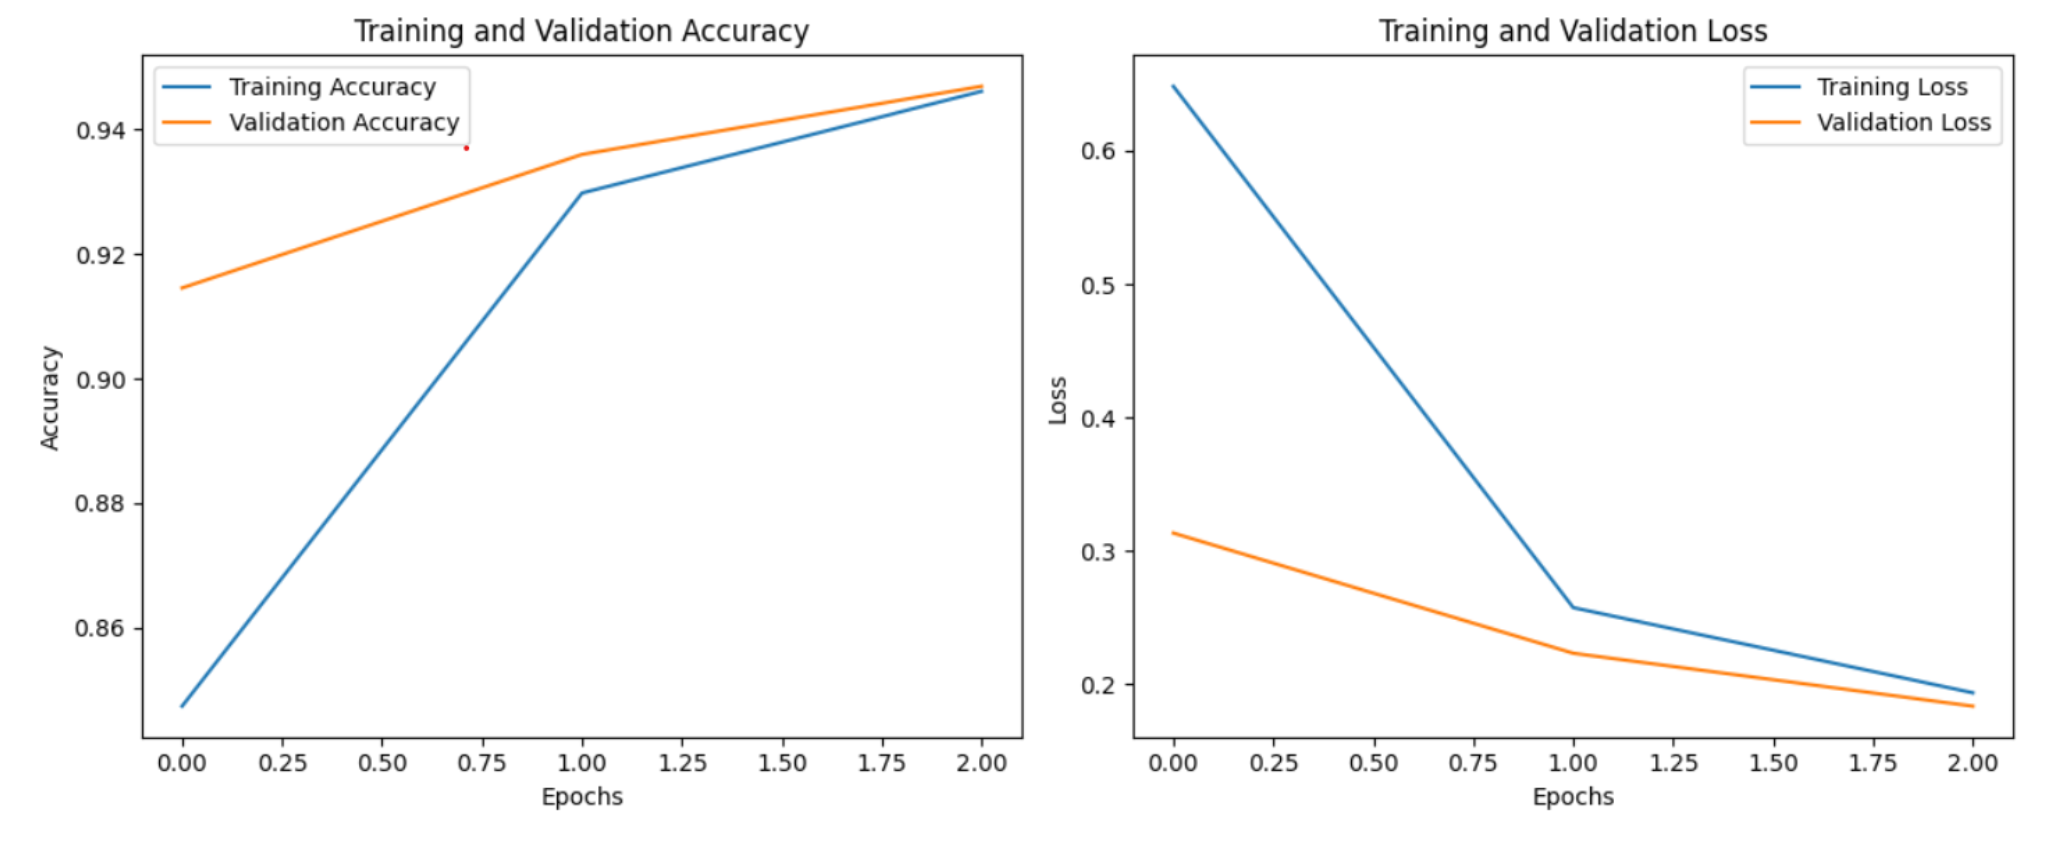 Training and Validation Accuracy
Training Accuracy
Validation Accuracy
0.94
0.92
0.90
0.88
0.86
Accuracy
0.00 0.25 0.50 0.75 1.00 1.25 1.50 1.75 2.00
Epochs
Training and Validation Loss
Training Loss
Validation Loss
0.6
0.5
0.4
0.3
0.2
Loss
0.00 0.25 0.50 0.75 1.00 1.25 1.50 1.75 2.00
Epochs